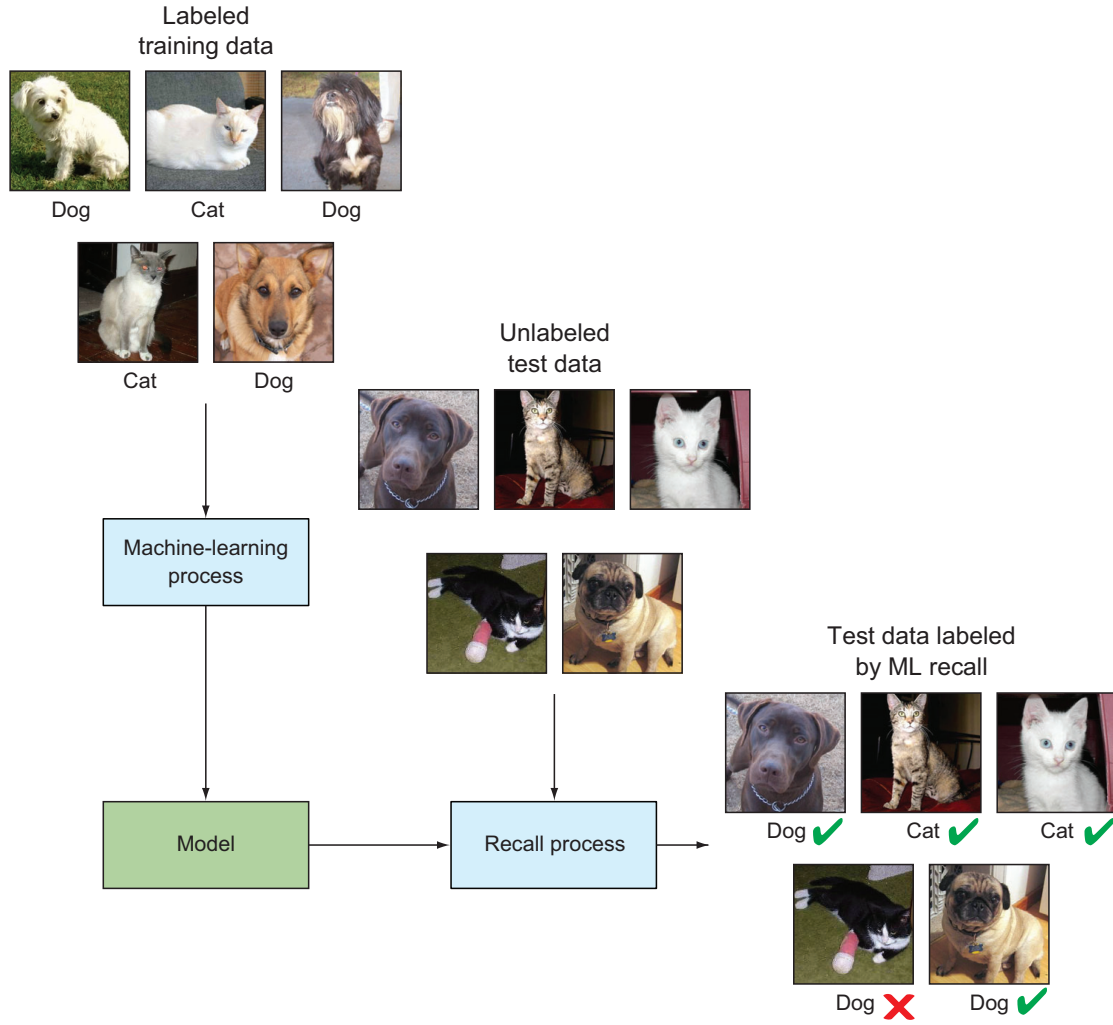 Labeled
training data
Dog
Cat
Dog
Cat
Dog
Unlabeled
test data
Machine-learning
process
Test data labeled
by ML recall
Model
Recall process
Dog
Cat
Cat
Dog
Dog